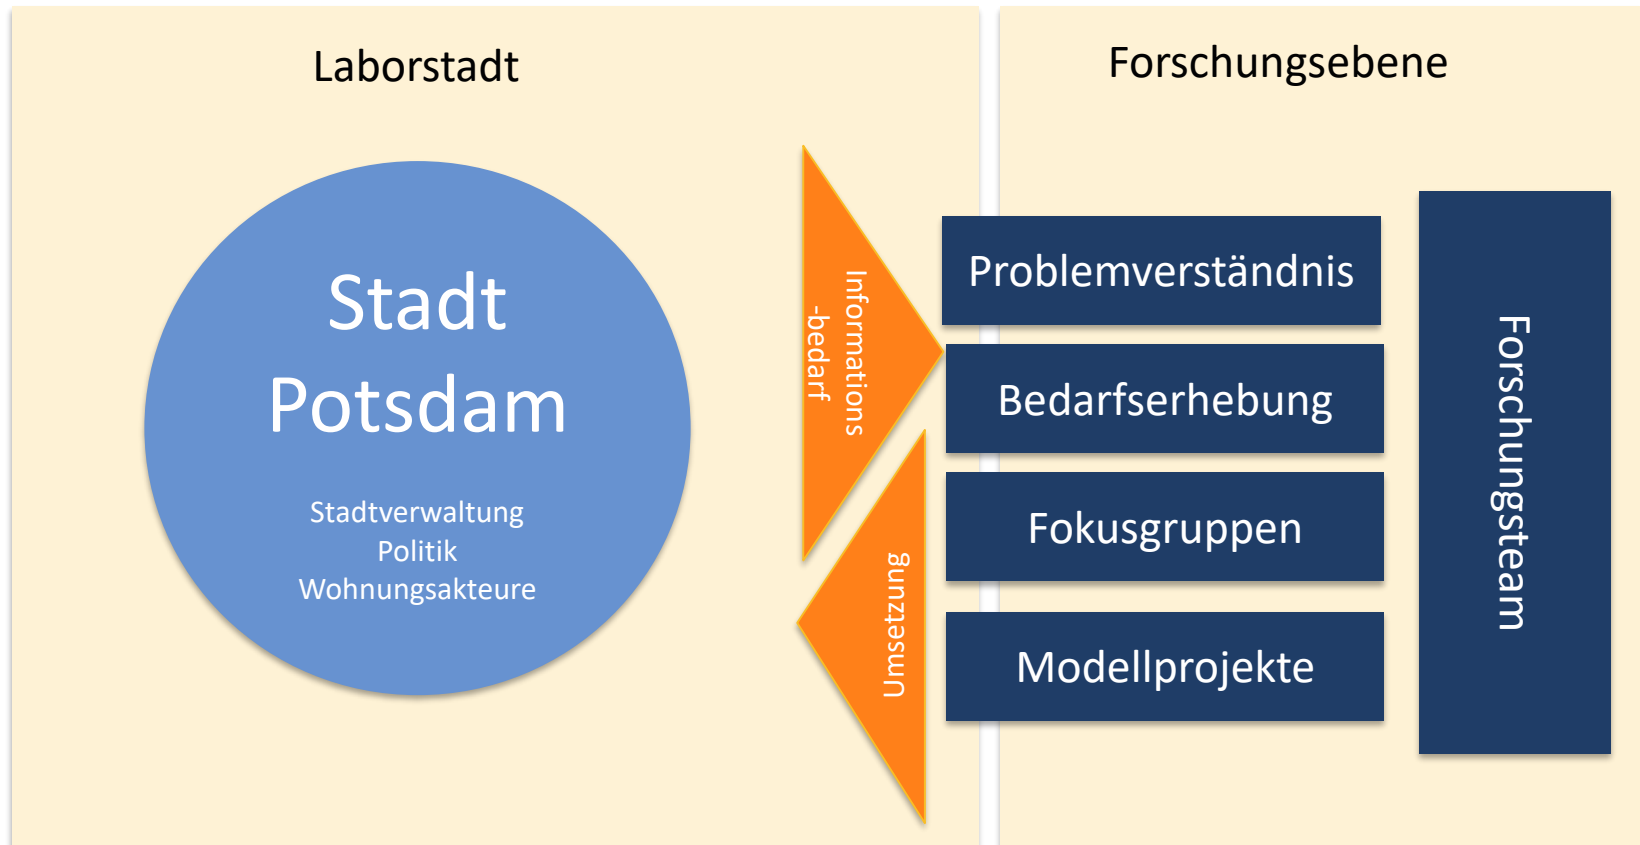 Laborstadt
Stadt
Potsdam
Stadtverwaltung
Politik
Wohnungsakteure
Informations
-bedarf
Umsetzung
Forschungsebene
Problemverständnis
Bedarfserhebung
Fokusgruppen
Modellprojekte
Forschungsteam